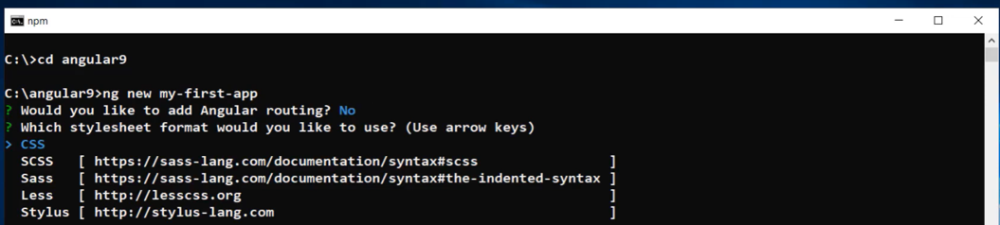 npm
C:\>cd angular9
C:\angular9>ng new my-first-app
? Would you like to add Angular routing? No
? Which stylesheet format would you like to use? (Use arrow keys)
> CSS
SCSS [ https://sass-lang.com/documentation/syntax#scss ]
Sass [ https://sass-lang.com/documentation/syntax#the-indented-syntax ]
Less [ http://lesscss.org ]
Stylus [ http://stylus-lang.com ]